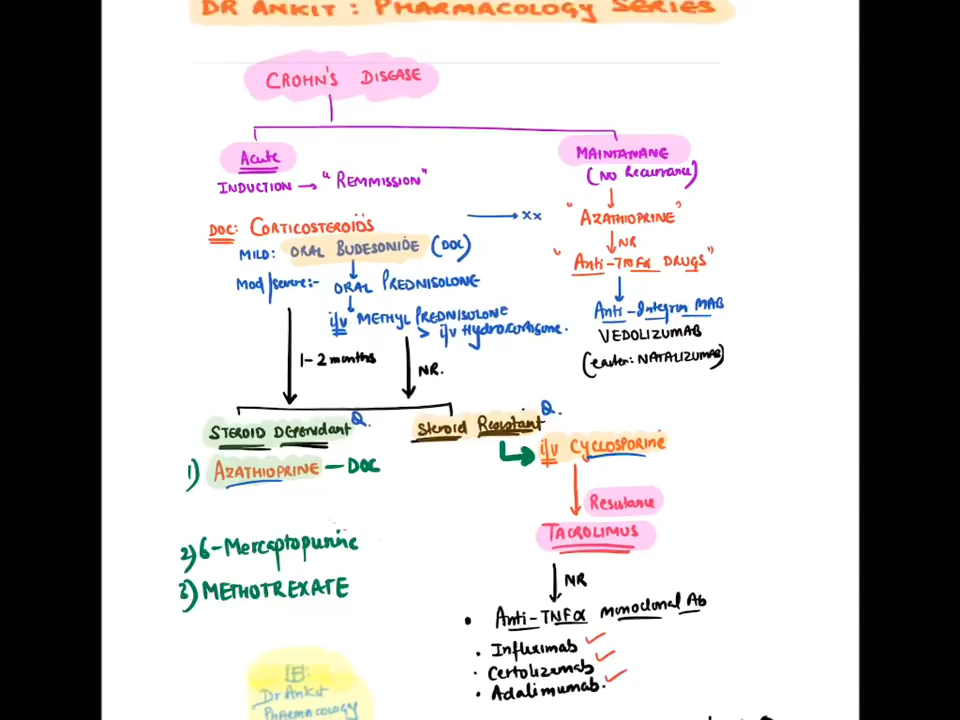 DR ANKIT : PHARMACOLOGY SERIES
CROHN'S DISEASE
Acute
INDUCTION → "REMMISSION"
DOC: CORTICOSTEROIDS → xx
MILD: ORAL BUDESONIDE (DOC)
Mod/severe:- ORAL PREDNISOLONE
i/v METHYL PREDNISOLONE
> i/v Hydrocortisone.
1-2 months
NR.
MAINTANANE
(No Recurrance)
"AZATHIOPRINE"
NR
"Anti-TNFα DRUGS"
Anti-Integrin MAB
VEDOLIZUMAB
(earlier: NATALIZUMAB)
STEROID DEPENDANT Q.
1) AZATHIOPRINE - DOC
2) 6-Mercaptopurine
3) METHOTREXATE
Steroid Resistant Q.
i/v CYCLOSPORINE
Resistance
TACROLIMUS
NR
• Anti-TNFα monoclonal Ab
• Infliximab ✓
• Certolizumab ✓
• Adalimumab. ✓
Dr Ankit
PHARMACOLOGY